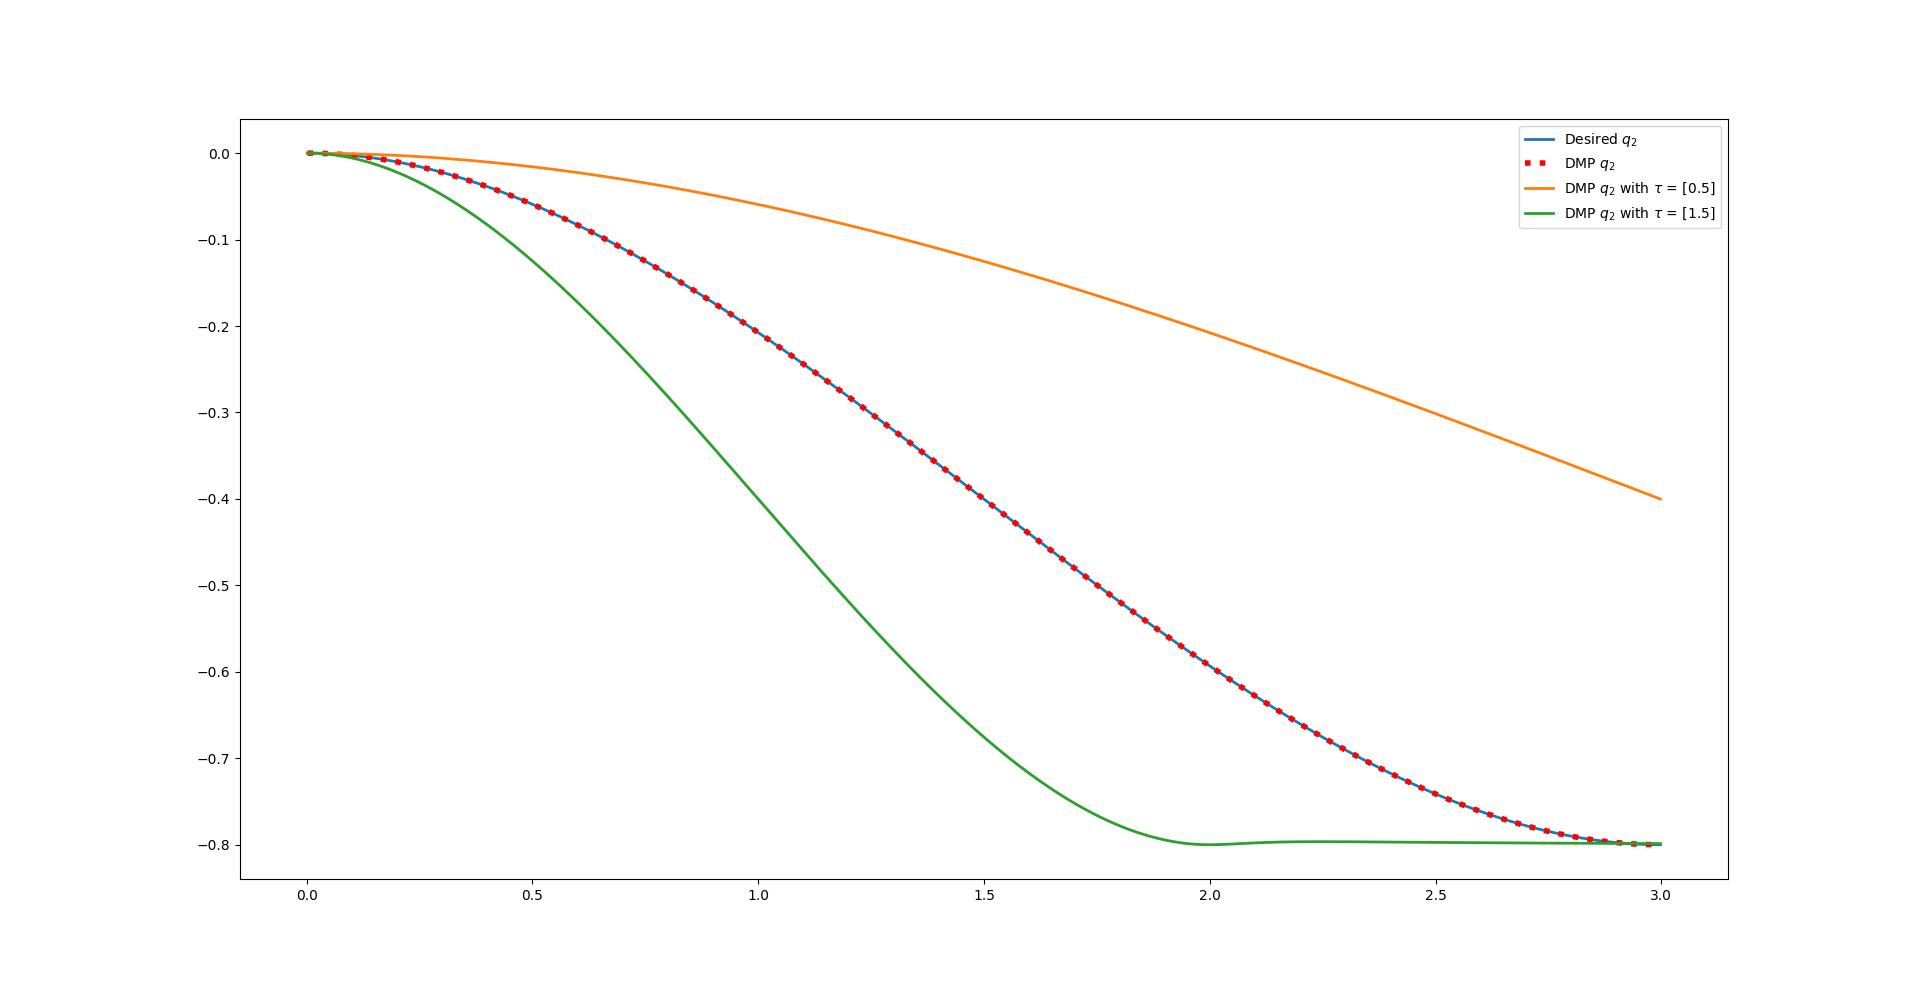 Desired q₂
DMP q₂
DMP q₂ with τ = [0.5]
DMP q₂ with τ = [1.5]
0.0
−0.1
−0.2
−0.3
−0.4
−0.5
−0.6
−0.7
−0.8
0.0 0.5 1.0 1.5 2.0 2.5 3.0